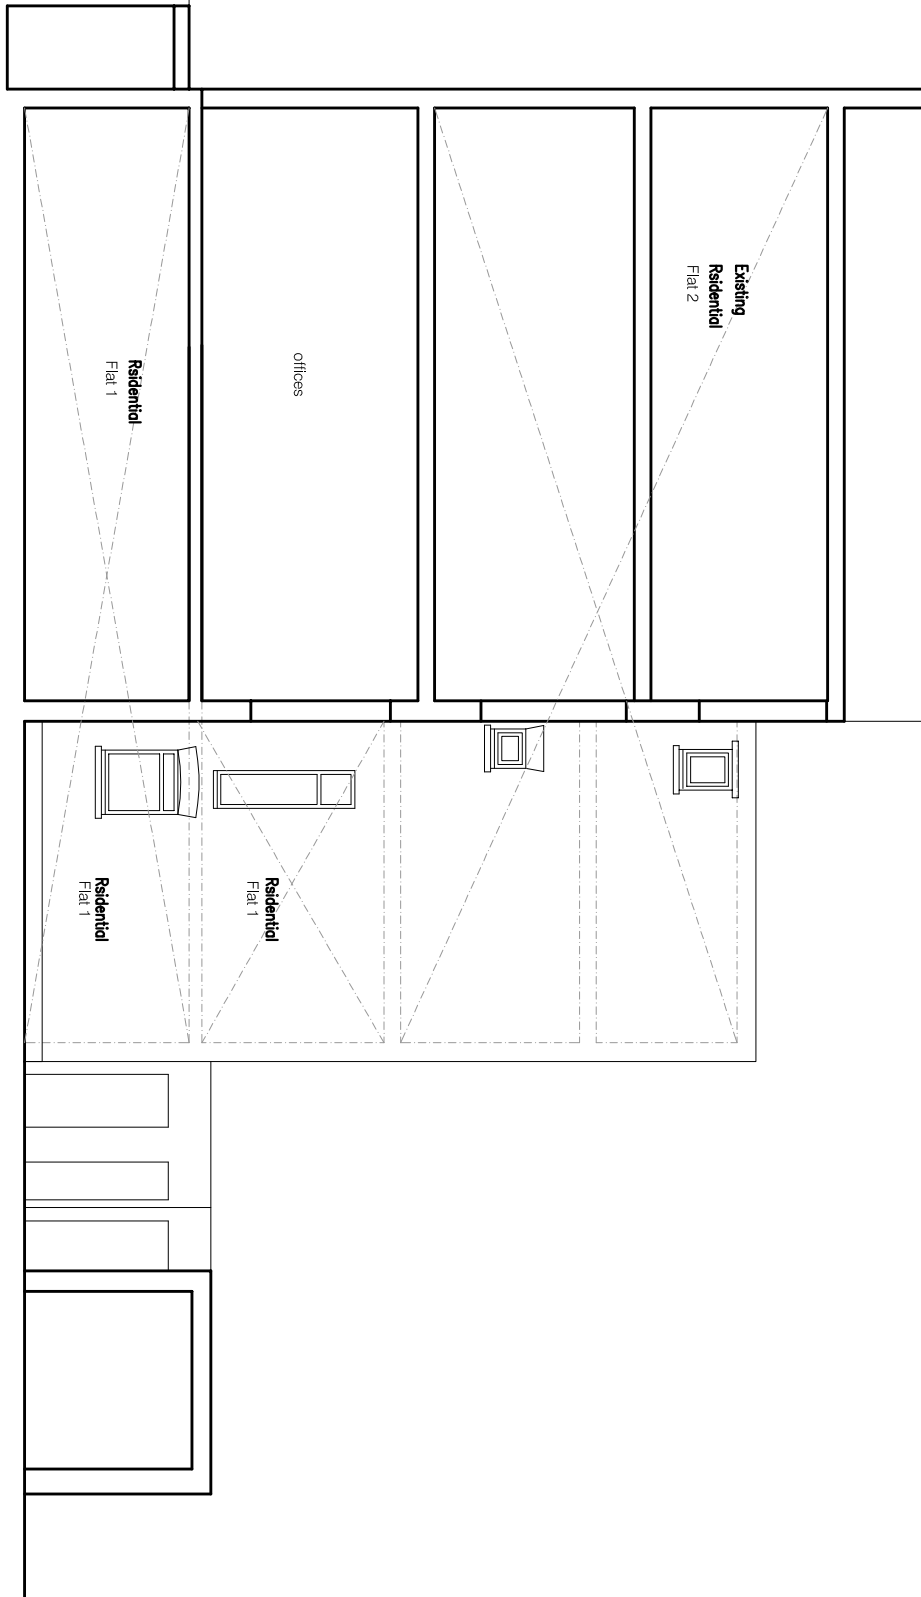 Existing
Rsidential
Flat 2
offices
Rsidential
Flat 1
Rsidential
Flat 1
Rsidential
Flat 1